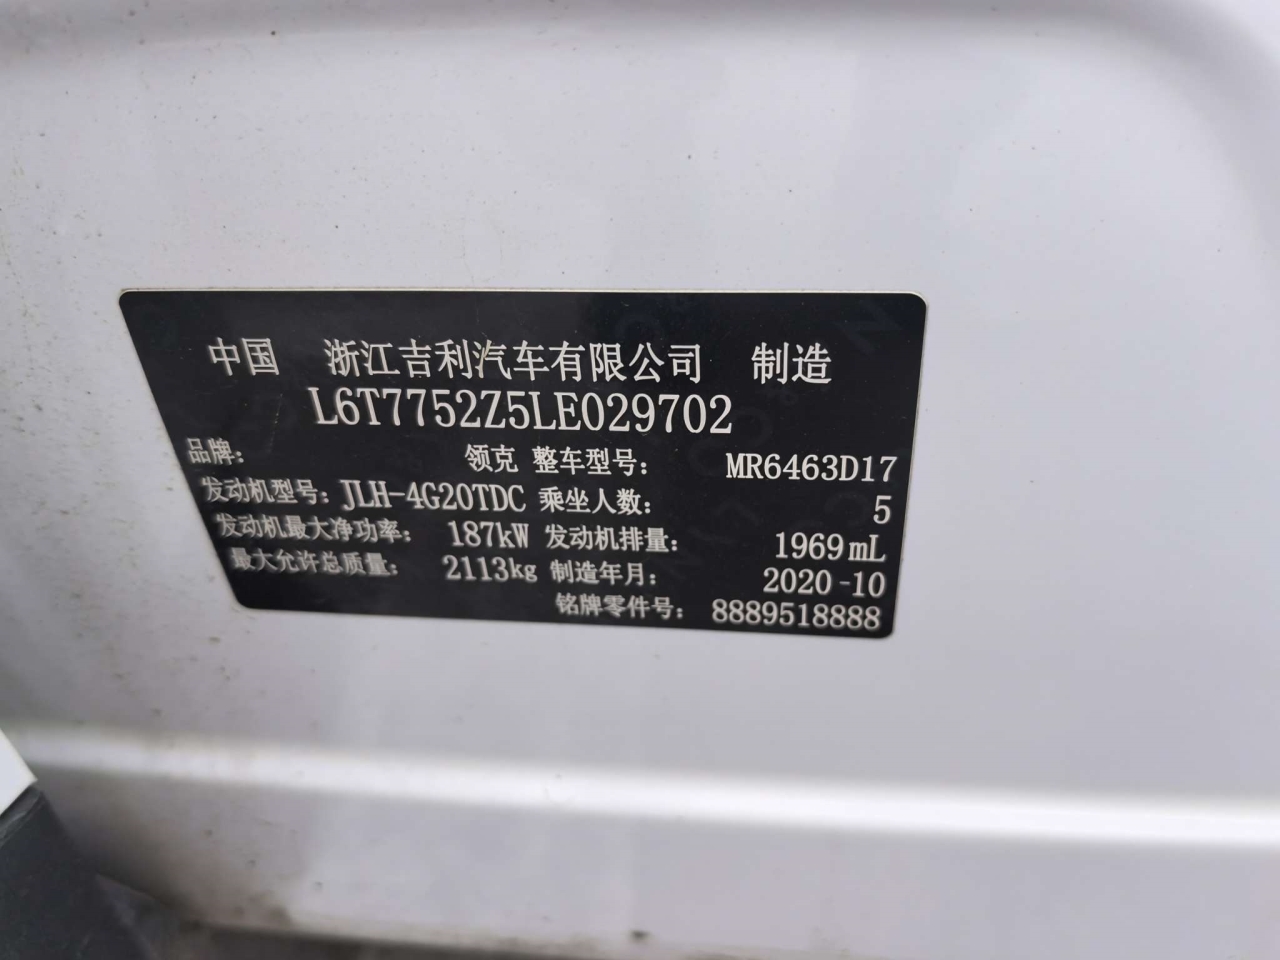 中国 浙江吉利汽车有限公司 制造
L6T7752Z5LE029702
品牌: 领克 整车型号: MR6463D17
发动机型号: JLH-4G20TDC 乘坐人数: 5
发动机最大净功率: 187kW 发动机排量: 1969mL
最大允许总质量: 2113kg 制造年月: 2020-10
铭牌零件号: 8889518888